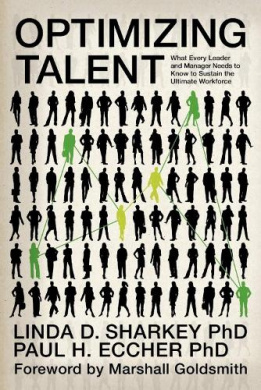 OPTIMIZING
TALENT
What Every Leader
and Manager Needs to
Know to Sustain the
Ultimate Workforce
LINDA D. SHARKEY PhD
PAUL H. ECCHER PhD
Foreword by Marshall Goldsmith